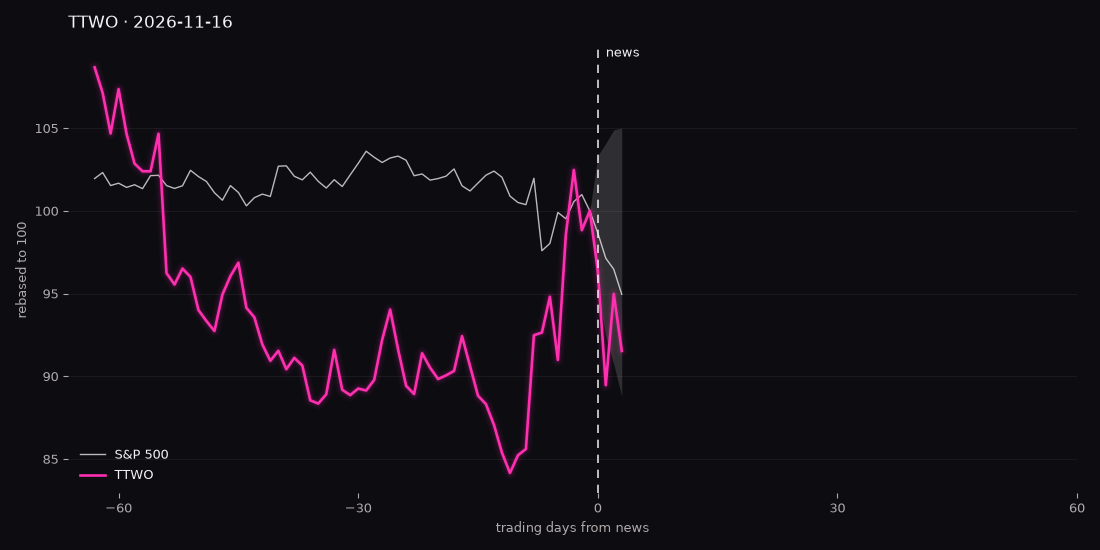 TTWO · 2026-11-16
news
105
100
95
90
85
rebased to 100
S&P 500
TTWO
−60
−30
0
30
60
trading days from news